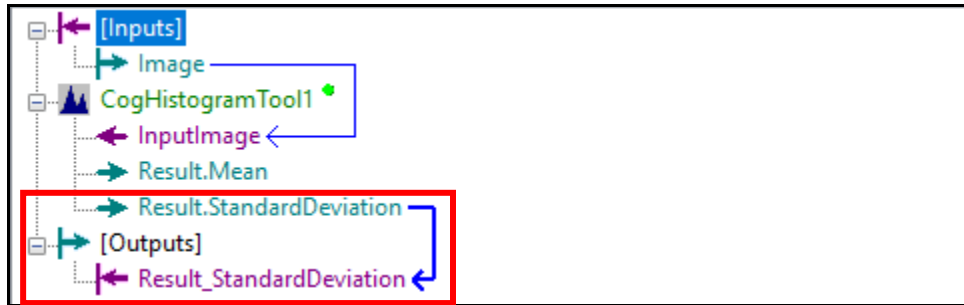 [Inputs]
Image
CogHistogramTool1
InputImage
Result.Mean
Result.StandardDeviation
[Outputs]
Result_StandardDeviation